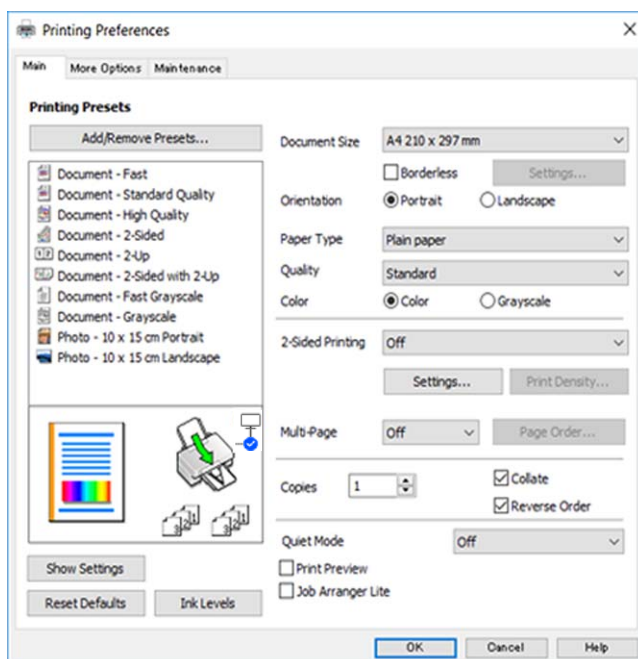 Printing Preferences
Main More Options Maintenance
Printing Presets
Add/Remove Presets...
Document - Fast
Document - Standard Quality
Document - High Quality
Document - 2-Sided
Document - 2-Up
Document - 2-Sided with 2-Up
Document - Fast Grayscale
Document - Grayscale
Photo - 10 x 15 cm Portrait
Photo - 10 x 15 cm Landscape
Show Settings
Reset Defaults Ink Levels
Document Size A4 210 x 297 mm
Borderless Settings...
Orientation Portrait Landscape
Paper Type Plain paper
Quality Standard
Color Color Grayscale
2-Sided Printing Off
Settings... Print Density...
Multi-Page Off Page Order...
Copies 1 Collate
Reverse Order
Quiet Mode Off
Print Preview
Job Arranger Lite
OK Cancel Help